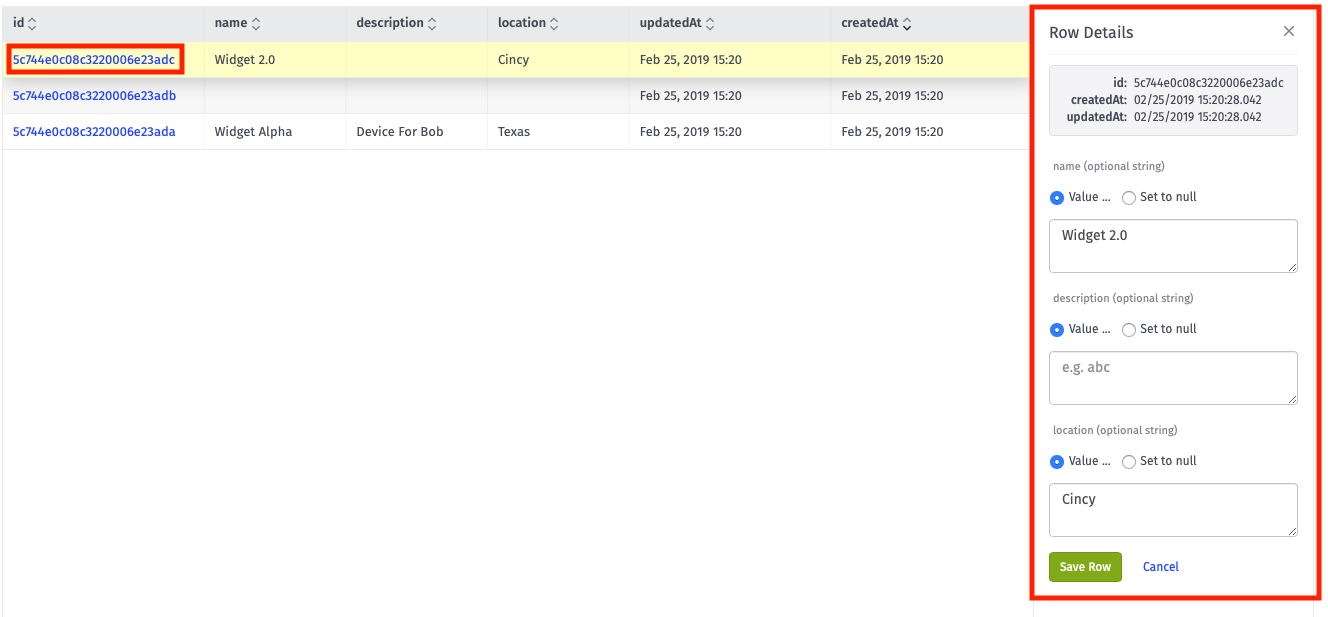 id name description location updatedAt createdAt
5c744e0c08c3220006e23adc Widget 2.0 Cincy Feb 25, 2019 15:20 Feb 25, 2019 15:20
5c744e0c08c3220006e23adb Feb 25, 2019 15:20 Feb 25, 2019 15:20
5c744e0c08c3220006e23ada Widget Alpha Device For Bob Texas Feb 25, 2019 15:20 Feb 25, 2019 15:20
Row Details
id: 5c744e0c08c3220006e23adc
createdAt: 02/25/2019 15:20:28.042
updatedAt: 02/25/2019 15:20:28.042
name (optional string)
Value ... Set to null
Widget 2.0
description (optional string)
Value ... Set to null
e.g. abc
location (optional string)
Value ... Set to null
Cincy
Save Row Cancel